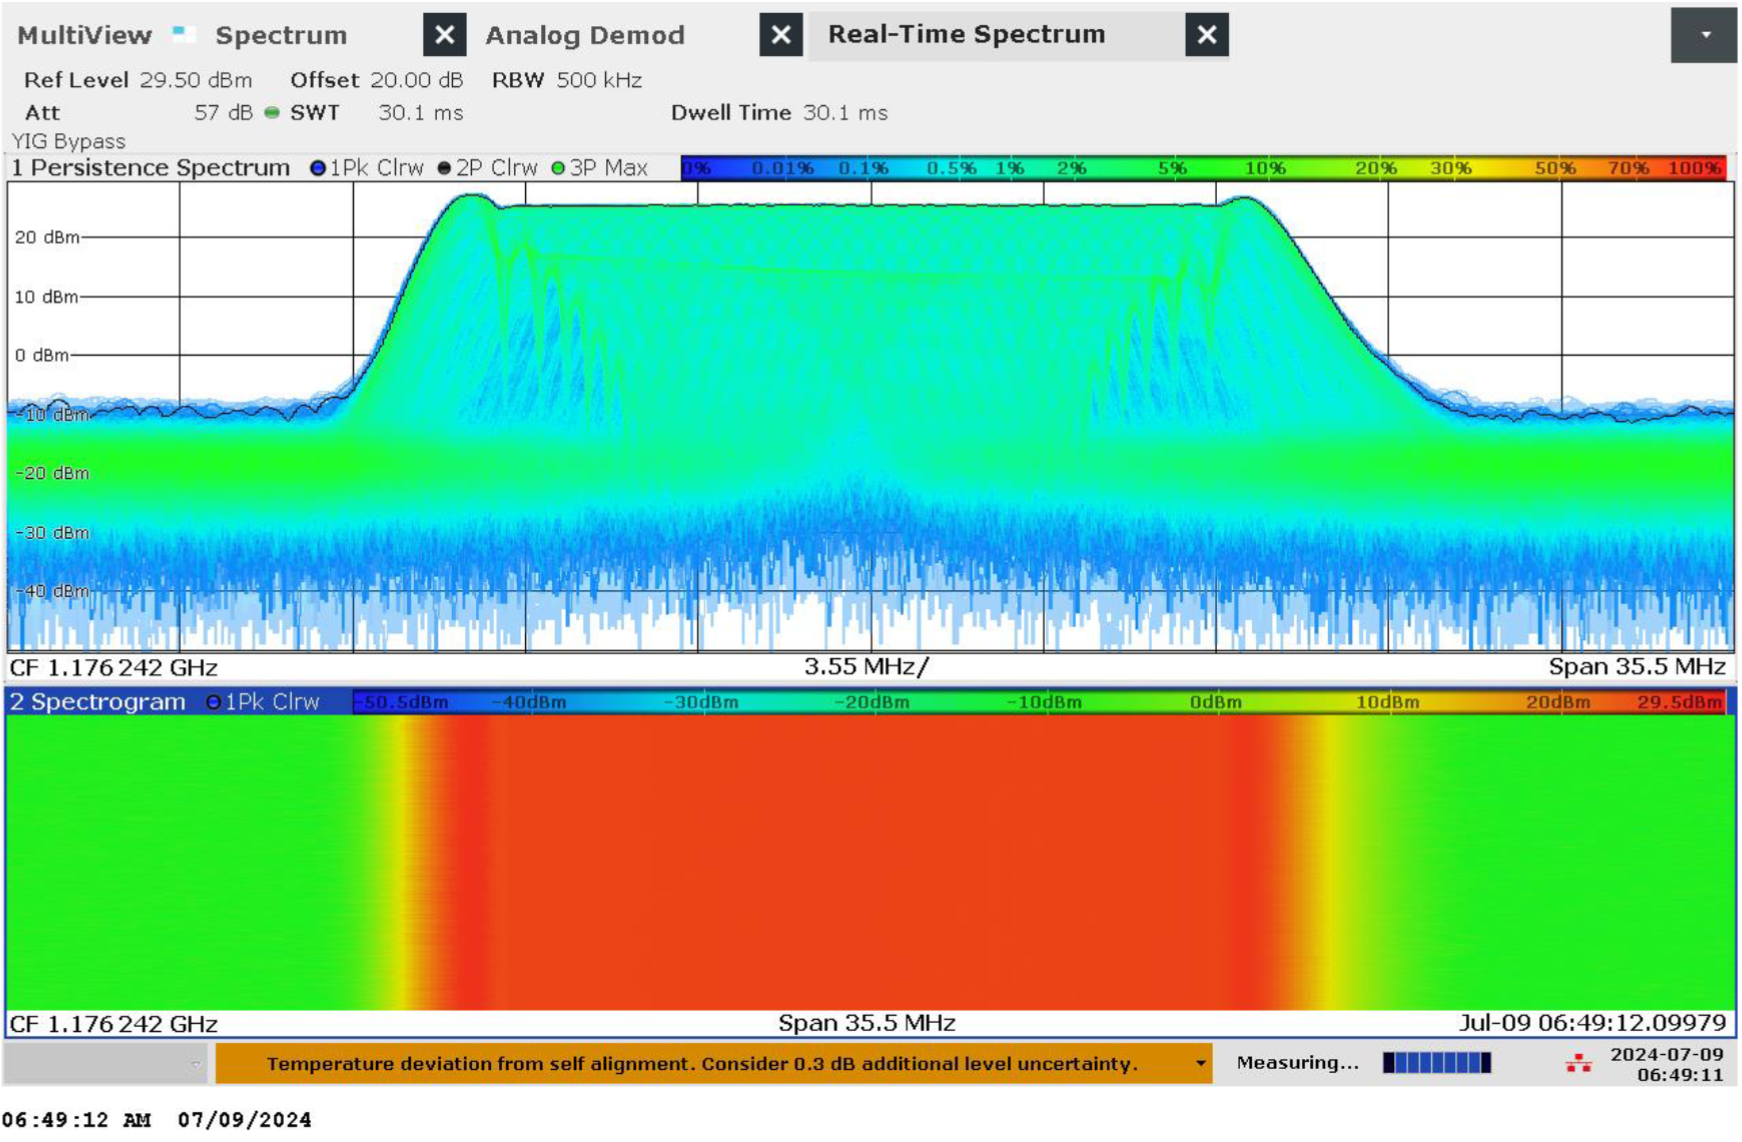 MultiView Spectrum Analog Demod Real-Time Spectrum
Ref Level 29.50 dBm Offset 20.00 dB RBW 500 kHz
Att 57 dB SWT 30.1 ms Dwell Time 30.1 ms
YIG Bypass
1 Persistence Spectrum 1Pk Clrw 2P Clrw 3P Max 0% 0.01% 0.1% 0.5% 1% 2% 5% 10% 20% 30% 50% 70% 100%
20 dBm
10 dBm
0 dBm
-10 dBm
-20 dBm
-30 dBm
-40 dBm
CF 1.176 242 GHz 3.55 MHz/ Span 35.5 MHz
2 Spectrogram 1Pk Clrw -50.5dBm -40dBm -30dBm -20dBm -10dBm 0dBm 10dBm 20dBm 29.5dBm
CF 1.176 242 GHz Span 35.5 MHz Jul-09 06:49:12.09979
Temperature deviation from self alignment. Consider 0.3 dB additional level uncertainty. Measuring... 2024-07-09
06:49:11
06:49:12 AM 07/09/2024